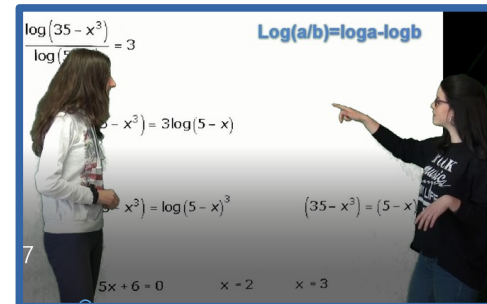 log(35 - x³)
Log(a/b)=loga-logb
log(5
= 3
- x³) = 3log(5 - x)
- x³) = log(5 - x)³
(35 - x³) = (5 - x)
7
5x + 6 = 0
x = 2
x = 3